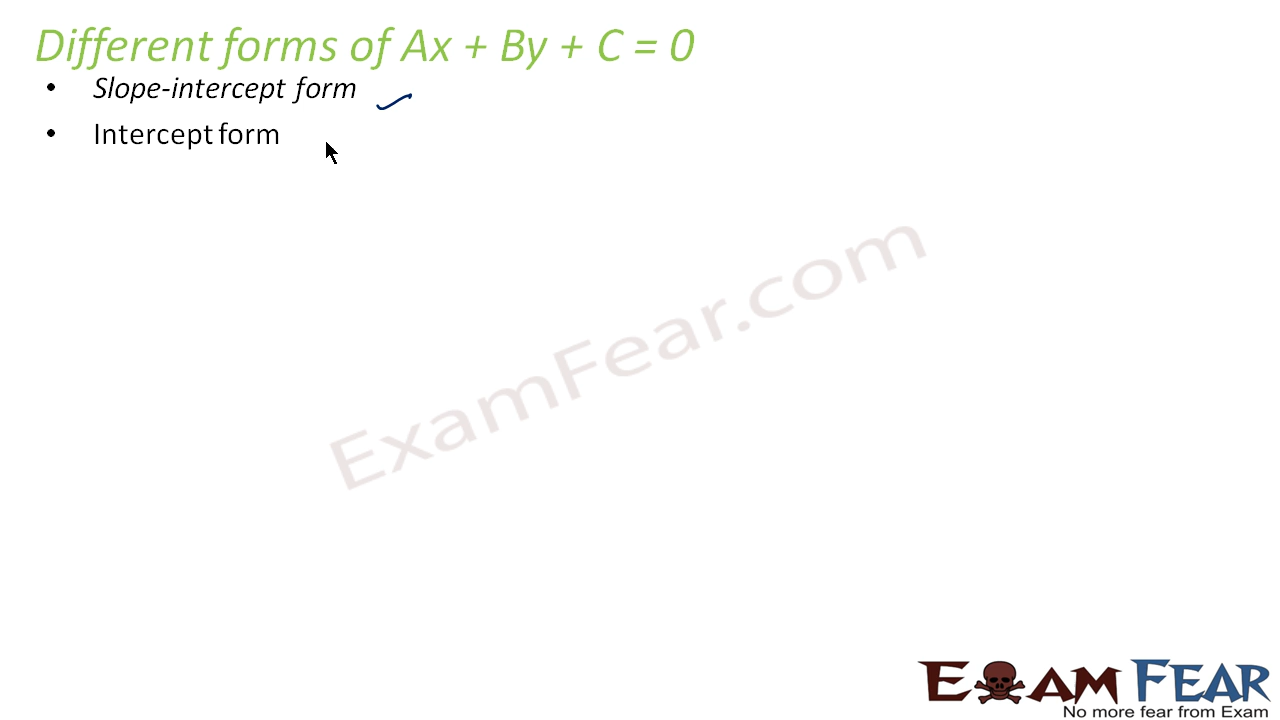 Different forms of Ax + By + C = 0
• Slope-intercept form
• Intercept form
ExamFear.com
EXAM FEAR
No more fear from Exam